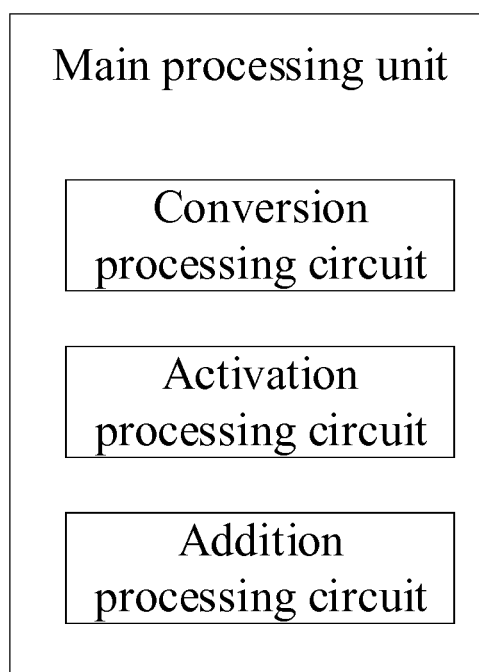 Main processing unit
Conversion
processing circuit
Activation
processing circuit
Addition
processing circuit